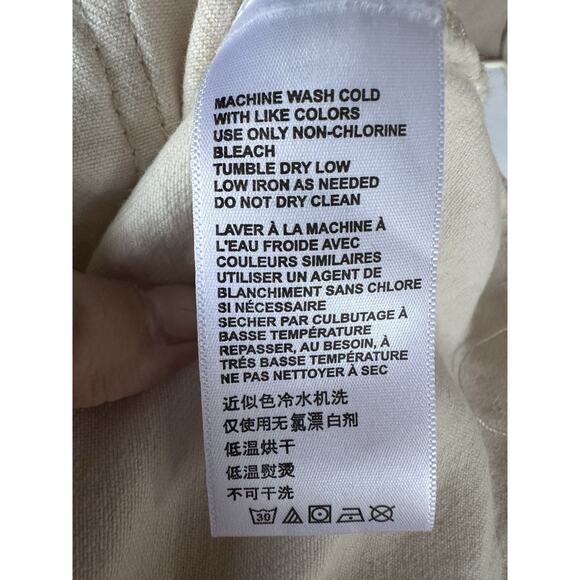 MACHINE WASH COLD
WITH LIKE COLORS
USE ONLY NON-CHLORINE
BLEACH
TUMBLE DRY LOW
LOW IRON AS NEEDED
DO NOT DRY CLEAN
LAVER À LA MACHINE À
L'EAU FROIDE AVEC
COULEURS SIMILAIRES
UTILISER UN AGENT DE
BLANCHIMENT SANS CHLORE
SI NÉCESSAIRE
SECHER PAR CULBUTAGE À
BASSE TEMPÉRATURE
REPASSER, AU BESOIN, À
TRÉS BASSE TEMPÉRATURE
NE PAS NETTOYER À SEC
近似色冷水机洗
仅使用无氯漂白剂
低温烘干
低温熨烫
不可干洗
30